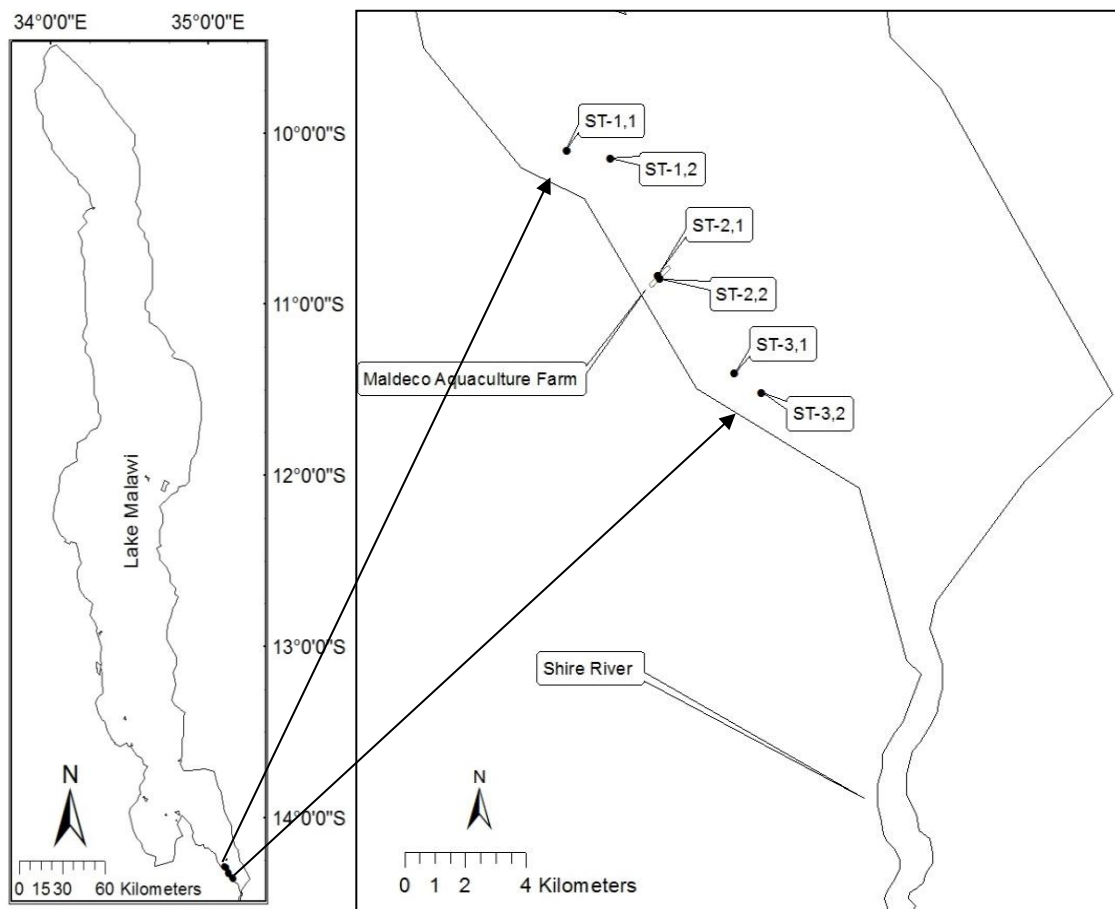 34°0'0"E
35°0'0"E
10°0'0"S
11°0'0"S
12°0'0"S
13°0'0"S
14°0'0"S
Lake Malawi
N
0 15 30 60 Kilometers
ST-1,1
ST-1,2
ST-2,1
ST-2,2
ST-3,1
ST-3,2
Maldeco Aquaculture Farm
Shire River
N
0 1 2 4 Kilometers